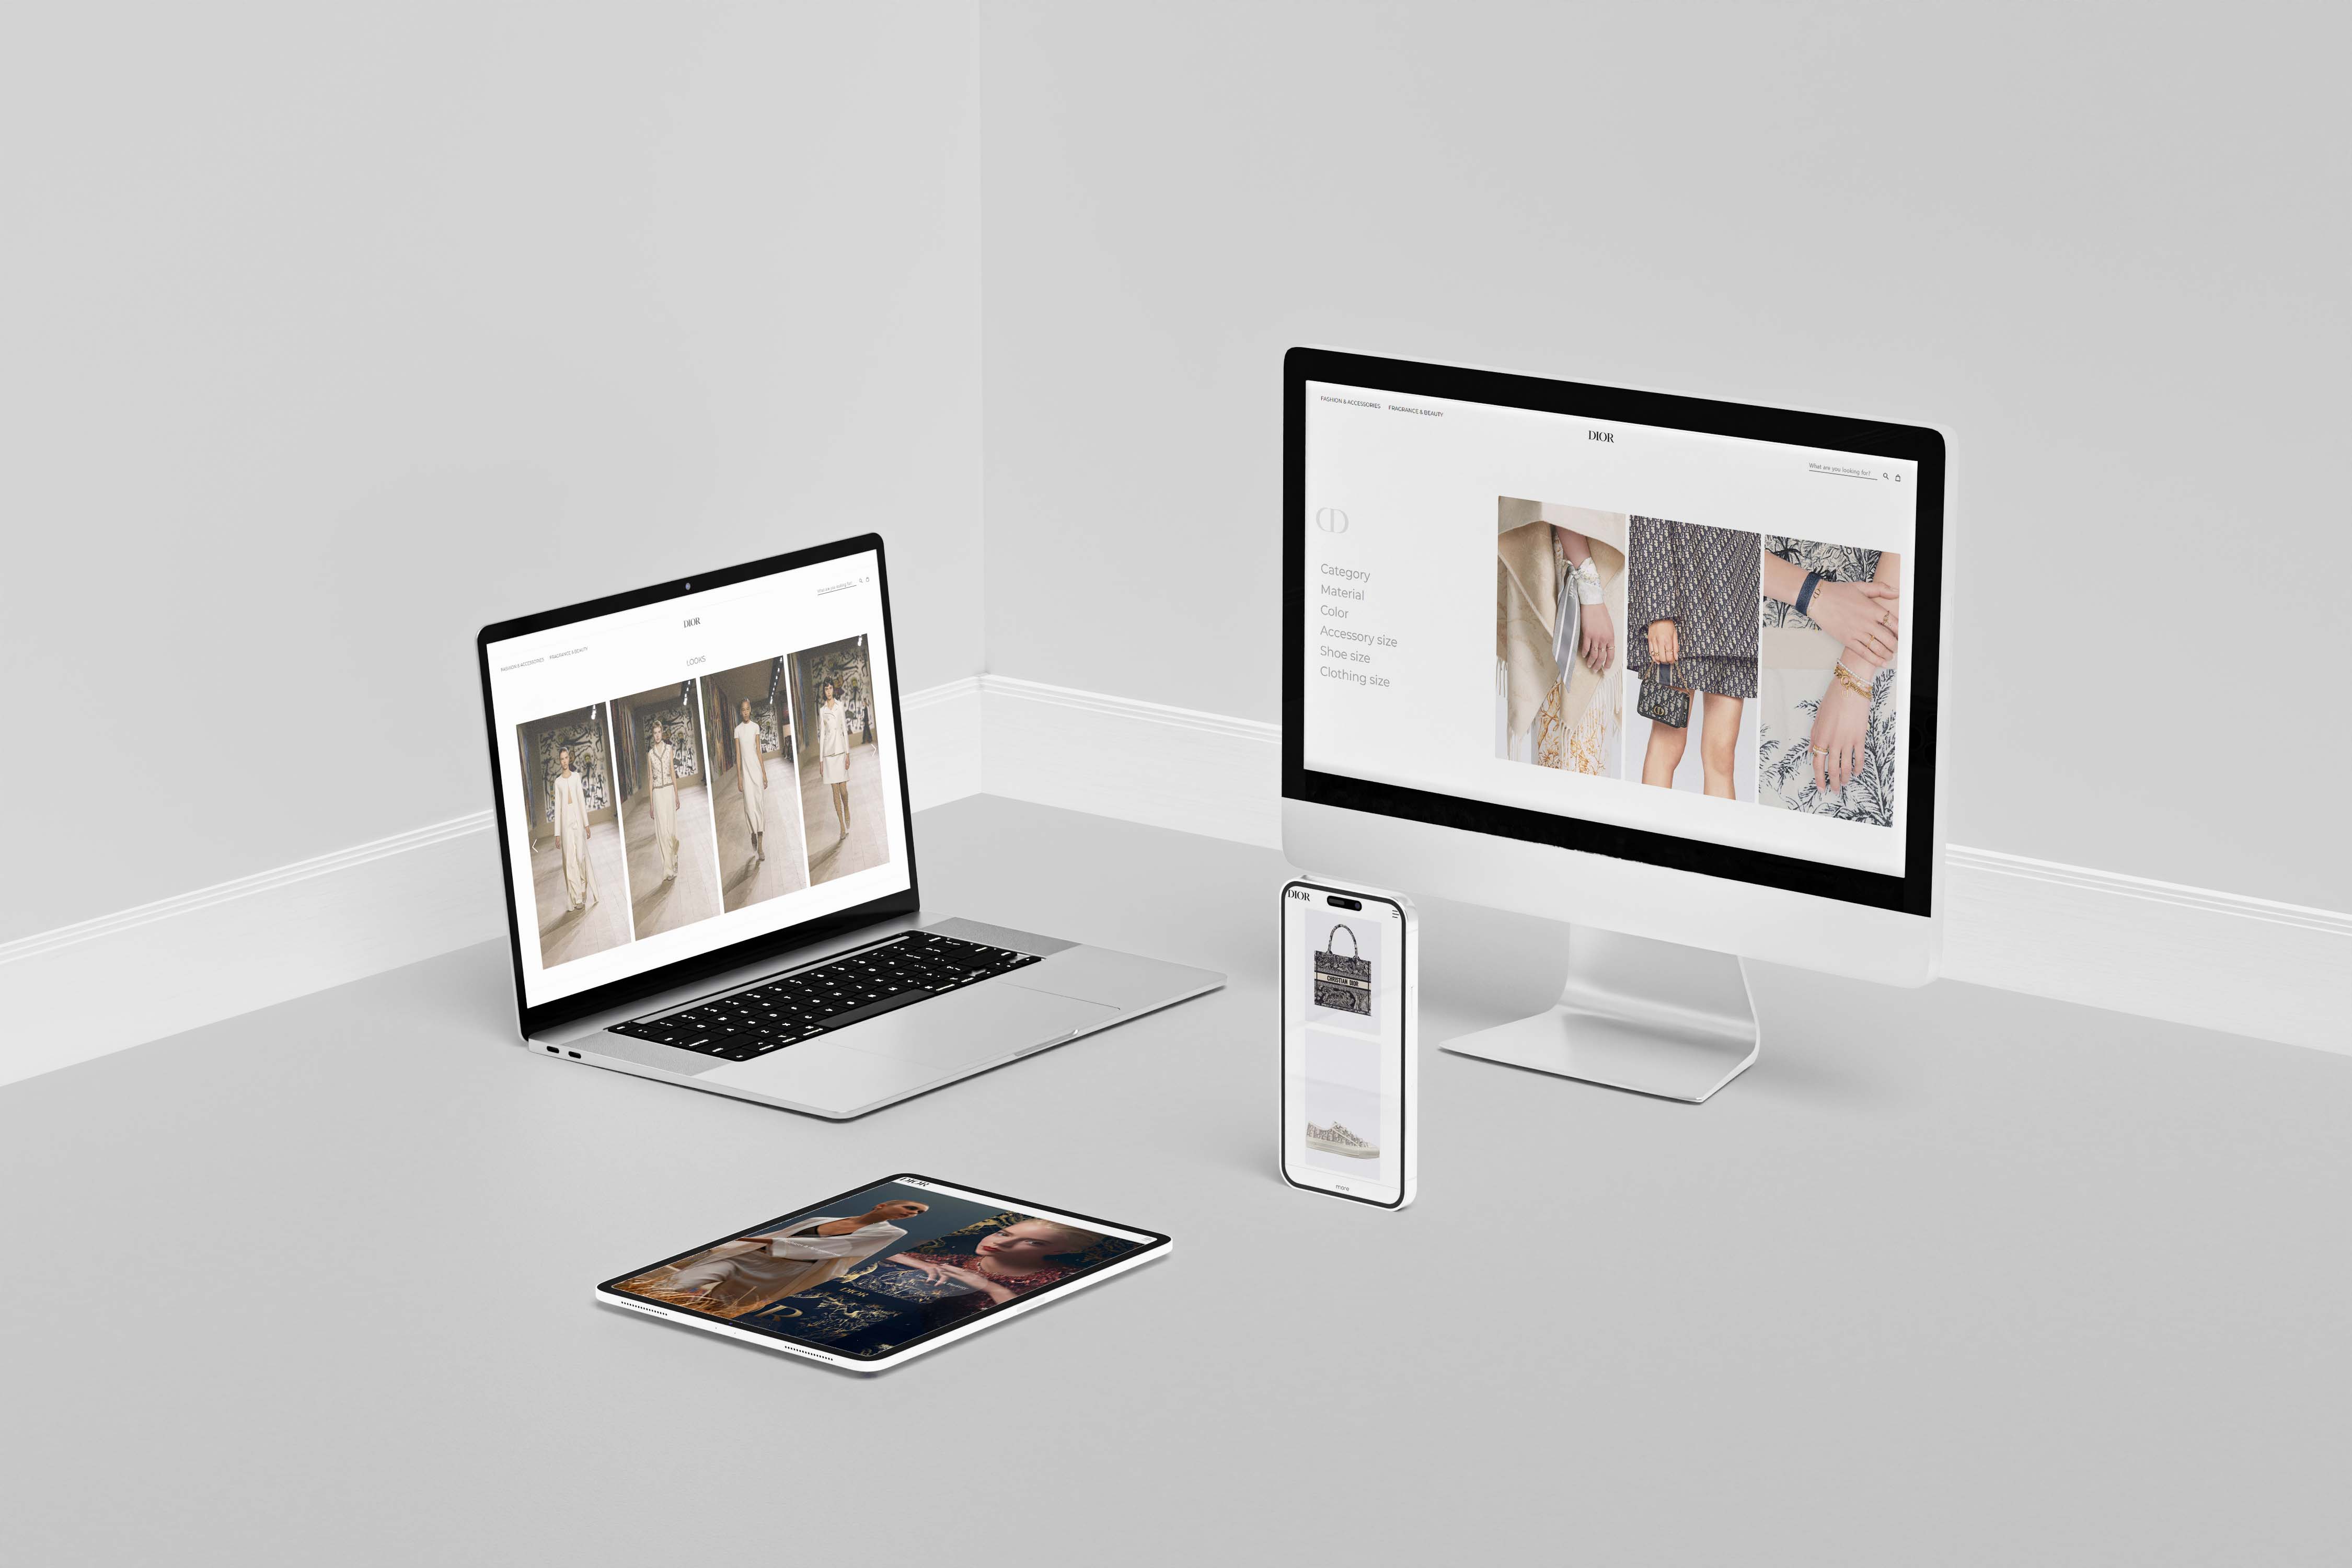 FASHION & ACCESSORIES FRAGRANCE & BEAUTY
DIOR
What are you looking for?
CD
Category
Material
Color
Accessory size
Shoe size
Clothing size
What are you looking for?
DIOR
FASHION & ACCESSORIES FRAGRANCE & BEAUTY
LOOKS
DIOR
CHRISTIAN DIOR
more
DIOR
DIOR